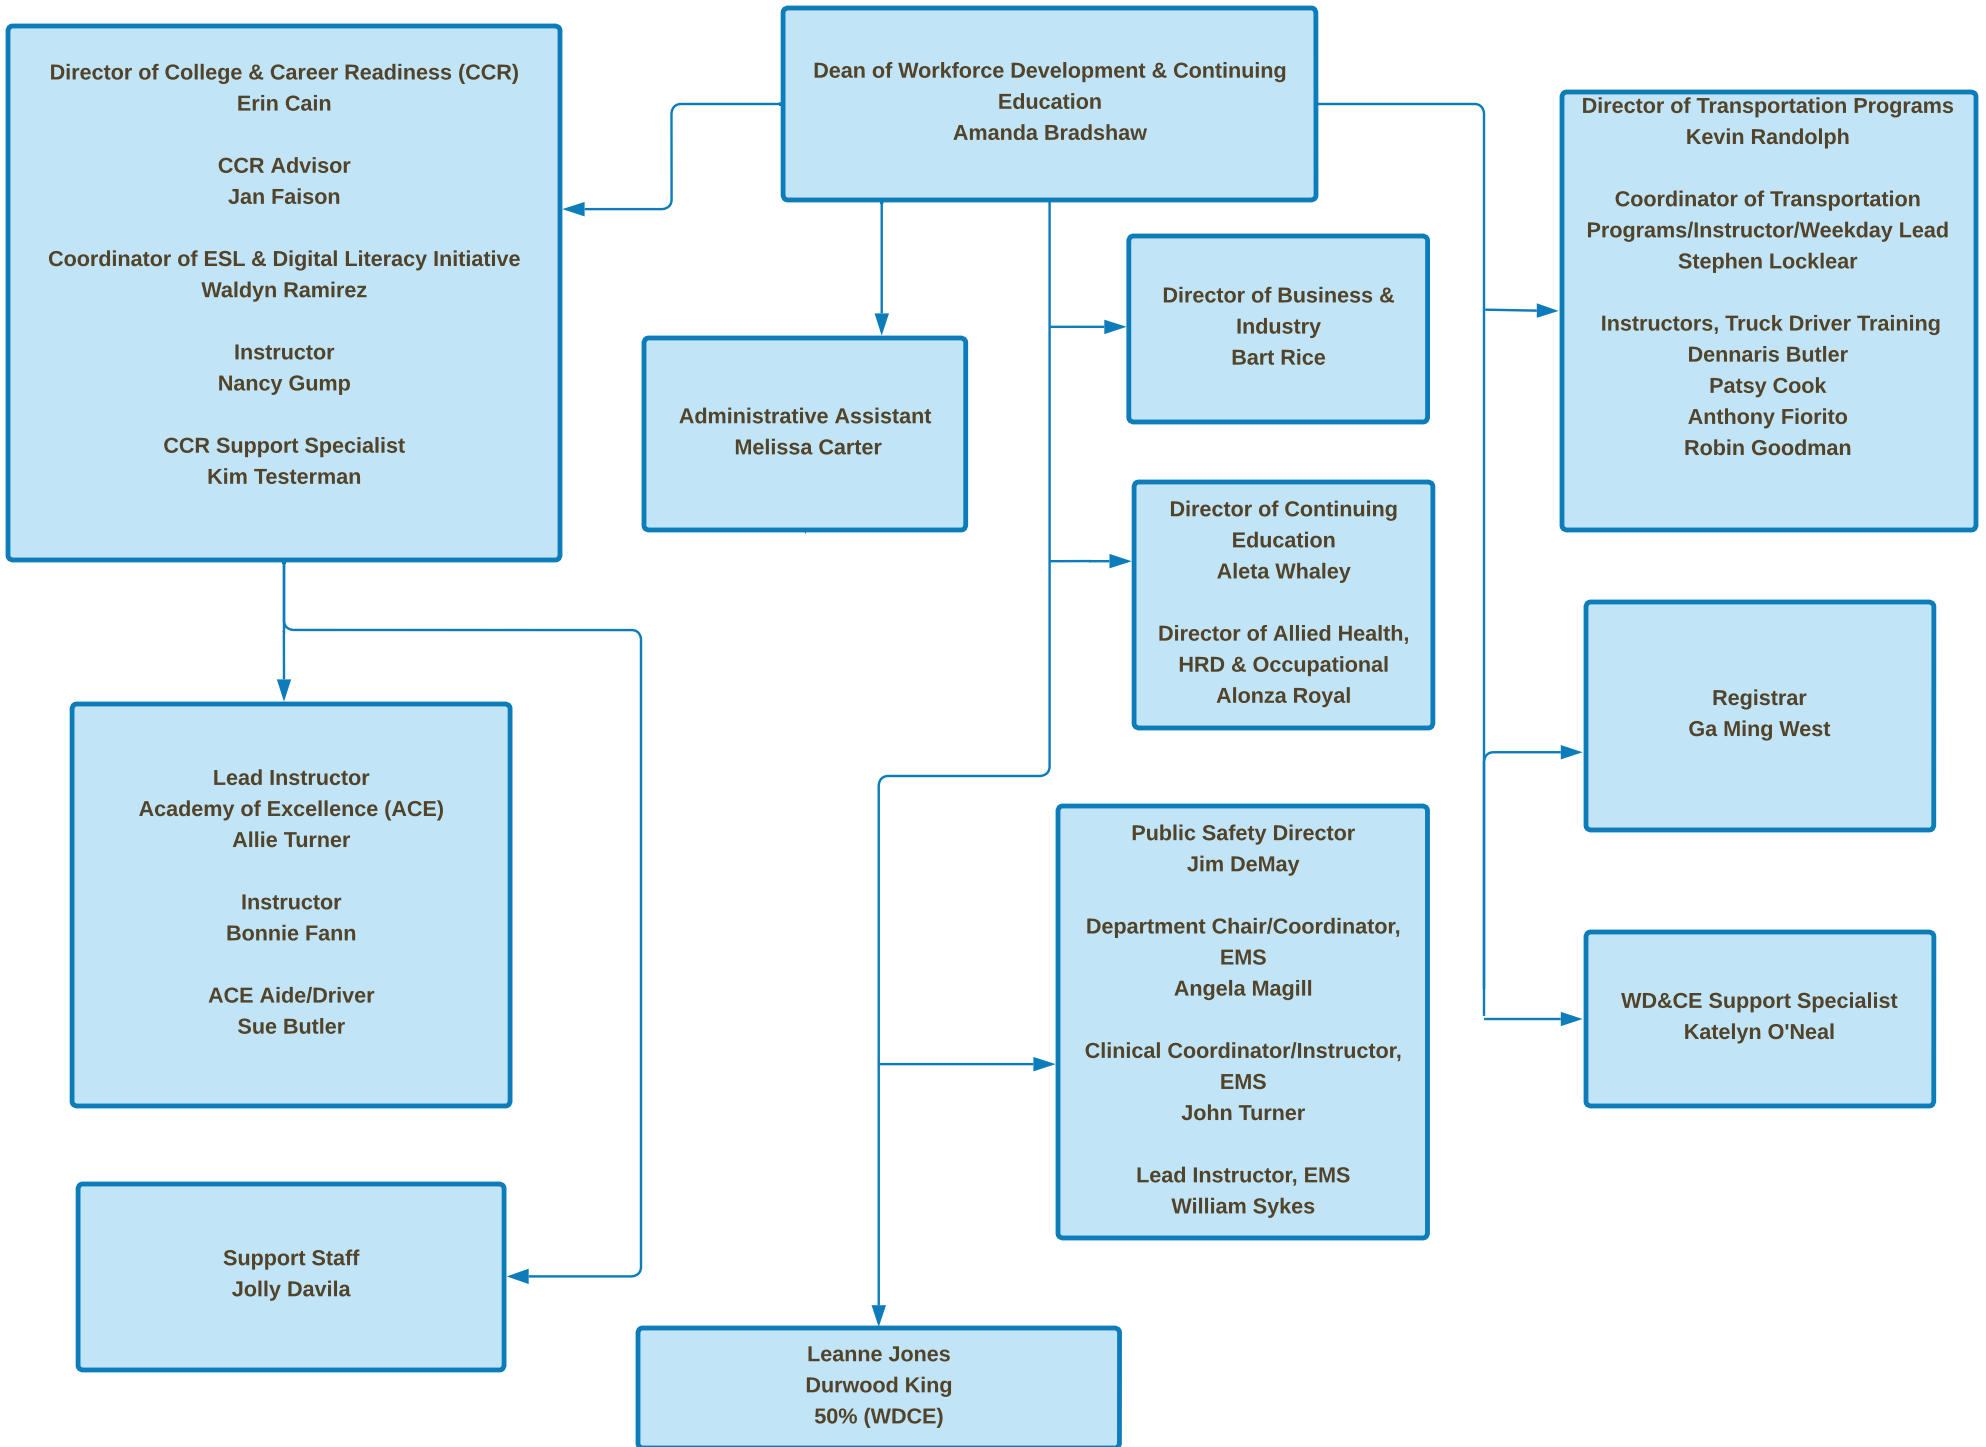 Dean of Workforce Development & Continuing
Education
Amanda Bradshaw
Director of College & Career Readiness (CCR)
Erin Cain
CCR Advisor
Jan Faison
Coordinator of ESL & Digital Literacy Initiative
Waldyn Ramirez
Instructor
Nancy Gump
CCR Support Specialist
Kim Testerman
Director of Transportation Programs
Kevin Randolph
Coordinator of Transportation
Programs/Instructor/Weekday Lead
Stephen Locklear
Instructors, Truck Driver Training
Dennaris Butler
Patsy Cook
Anthony Fiorito
Robin Goodman
Director of Business &
Industry
Bart Rice
Administrative Assistant
Melissa Carter
Director of Continuing
Education
Aleta Whaley
Director of Allied Health,
HRD & Occupational
Alonza Royal
Registrar
Ga Ming West
Lead Instructor
Academy of Excellence (ACE)
Allie Turner
Instructor
Bonnie Fann
ACE Aide/Driver
Sue Butler
Public Safety Director
Jim DeMay
Department Chair/Coordinator,
EMS
Angela Magill
Clinical Coordinator/Instructor,
EMS
John Turner
Lead Instructor, EMS
William Sykes
WD&CE Support Specialist
Katelyn O'Neal
Support Staff
Jolly Davila
Leanne Jones
Durwood King
50% (WDCE)